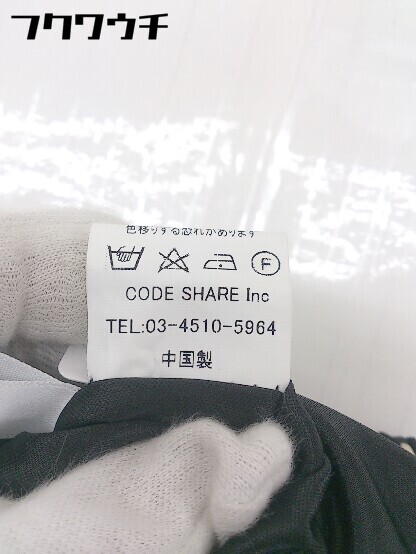 フクワウチ
色移りする恐れがあります
F
CODE SHARE Inc
TEL:03-4510-5964
中国製